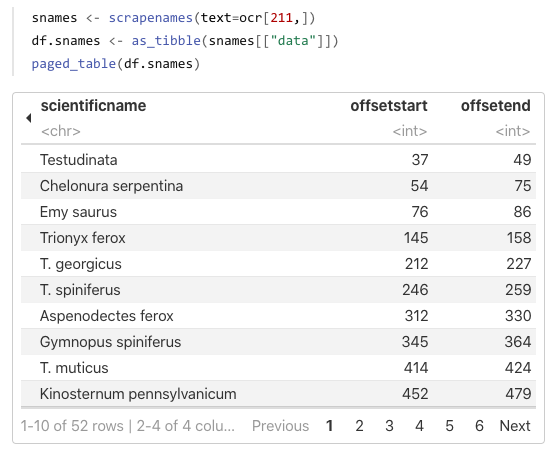 snames <- scrapenames(text=ocr[211,])
df.snames <- as_tibble(snames[["data"]])
paged_table(df.snames)
scientificname offsetstart offsetend
<chr> <int> <int>
Testudinata 37 49
Chelonura serpentina 54 75
Emy saurus 76 86
Trionyx ferox 145 158
T. georgicus 212 227
T. spiniferus 246 259
Aspenodectes ferox 312 330
Gymnopus spiniferus 345 364
T. muticus 414 424
Kinosternum pennsylvanicum 452 479
1-10 of 52 rows | 2-4 of 4 colu... Previous 1 2 3 4 5 6 Next